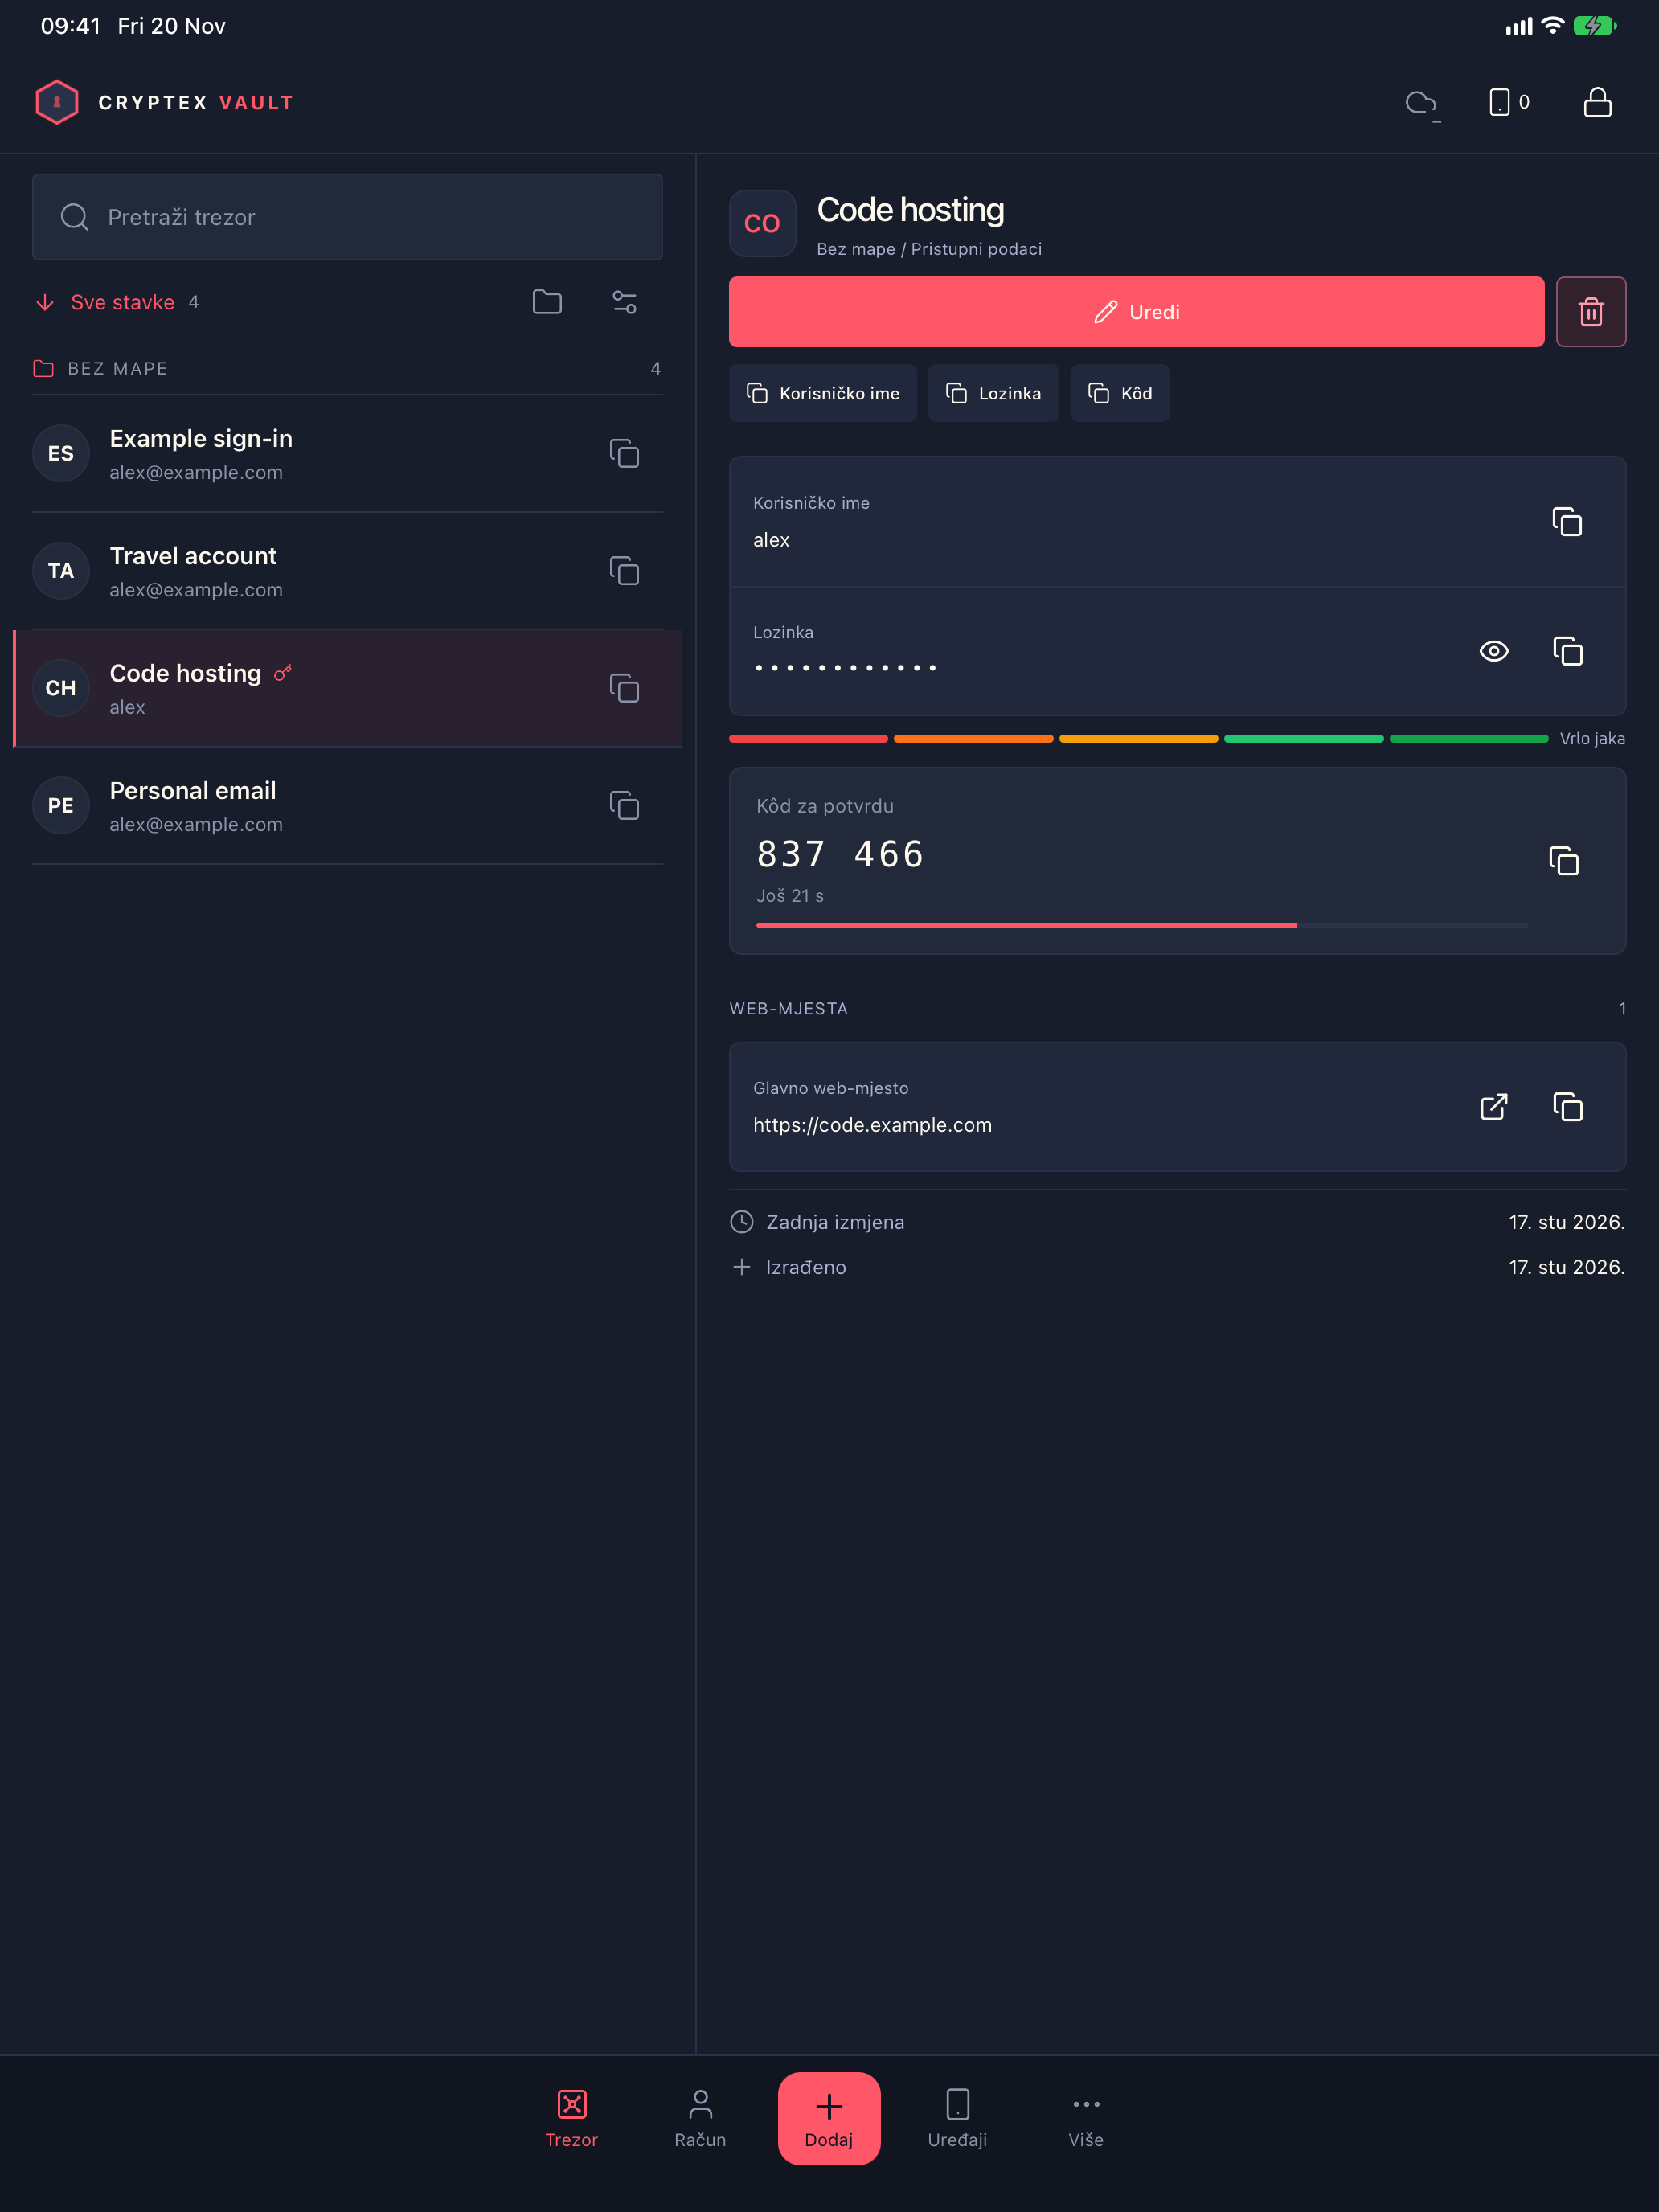 09:41 Fri 20 Nov
CRYPTEX VAULT
0
Pretraži trezor
Sve stavke 4
BEZ MAPE 4
ES
Example sign-in
alex@example.com
TA
Travel account
alex@example.com
CH
Code hosting
alex
PE
Personal email
alex@example.com
CO
Code hosting
Bez mape / Pristupni podaci
Uredi
Korisničko ime
Lozinka
Kôd
Korisničko ime
alex
Lozinka
••••••••••••
Vrlo jaka
Kôd za potvrdu
837 466
Još 21 s
WEB-MJESTA 1
Glavno web-mjesto
https://code.example.com
Zadnja izmjena 17. stu 2026.
Izrađeno 17. stu 2026.
Trezor
Račun
Dodaj
Uređaji
Više